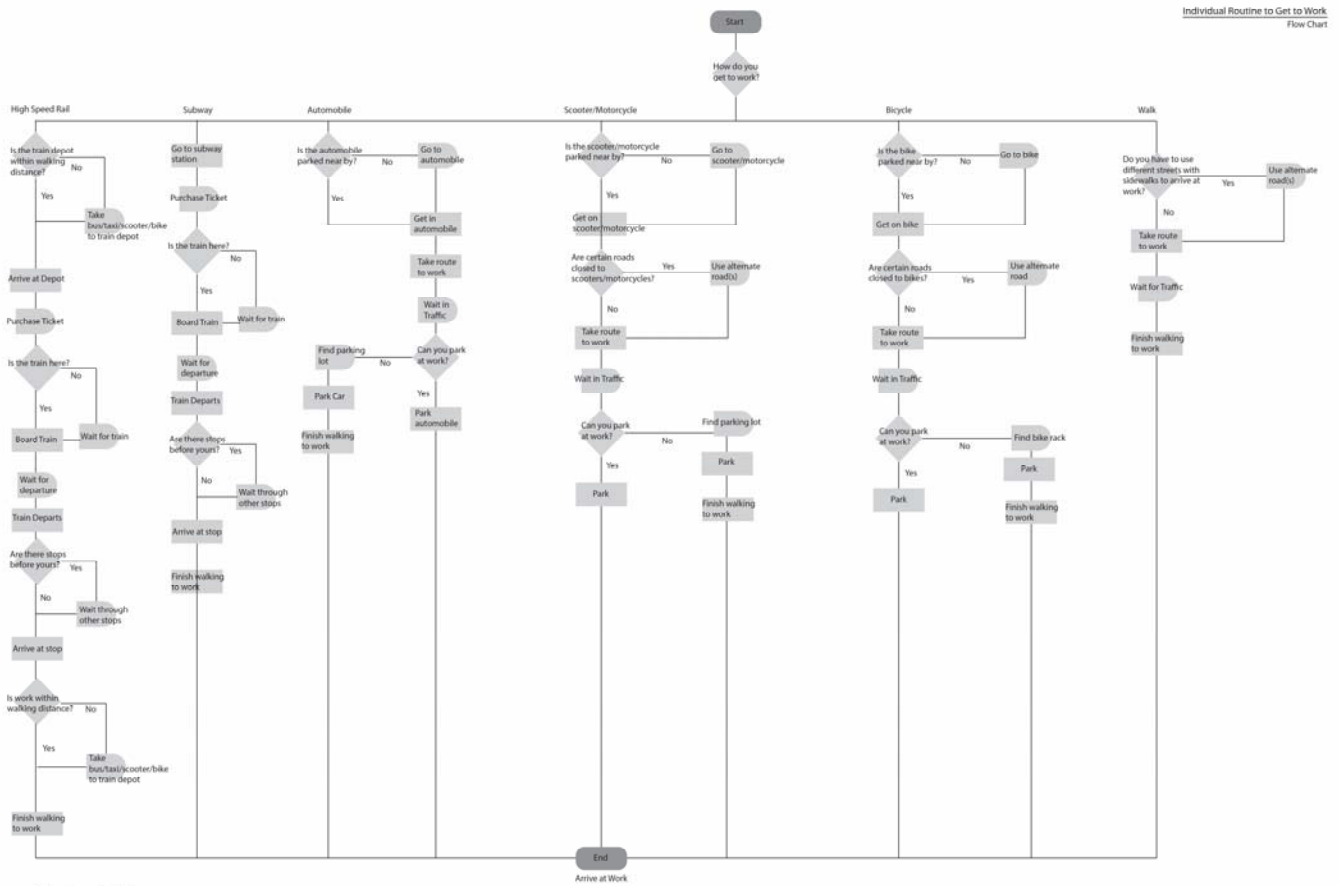 Individual Routine to Get to Work
Flow Chart
Start
How do you
get to work?
High Speed Rail
Is the train depot
within walking
distance?
No
Yes
Take
bus/taxi/scooter/bike
to train depot
Arrive at Depot
Purchase Ticket
Is the train here?
No
Yes
Board Train
Wait for train
Wait for
departure
Train Departs
Are there stops
before yours?
Yes
No
Wait through
other stops
Arrive at stop
Is work within
walking distance?
No
Yes
Take
bus/taxi/scooter/bike
to train depot
Finish walking
to work
Subway
Go to subway
station
Purchase Ticket
Is the train here?
No
Yes
Board Train
Wait for train
Wait for
departure
Train Departs
Are there stops
before yours?
Yes
No
Wait through
other stops
Arrive at stop
Finish walking
to work
Automobile
Is the automobile
parked near by?
No
Go to
automobile
Yes
Get in
automobile
Take route
to work
Wait in
Traffic
Can you park
at work?
No
Find parking
lot
Park Car
Finish walking
to work
Yes
Park
automobile
Scooter/Motorcycle
Is the scooter/motorcycle
parked near by?
No
Go to
scooter/motorcycle
Yes
Get on
scooter/motorcycle
Are certain roads
closed to
scooters/motorcycles?
Yes
Use alternate
road(s)
No
Take route
to work
Wait in Traffic
Can you park
at work?
No
Find parking lot
Yes
Park
Park
Finish walking
to work
Bicycle
Is the bike
parked near by?
No
Go to bike
Yes
Get on bike
Are certain roads
closed to bikes?
Yes
Use alternate
road
No
Take route
to work
Wait in Traffic
Can you park
at work?
No
Find bike rack
Yes
Park
Park
Finish walking
to work
Walk
Do you have to use
different streets with
sidewalks to arrive at
work?
Yes
Use alternate
road(s)
No
Take route
to work
Wait for Traffic
Finish walking
to work
End
Arrive at Work